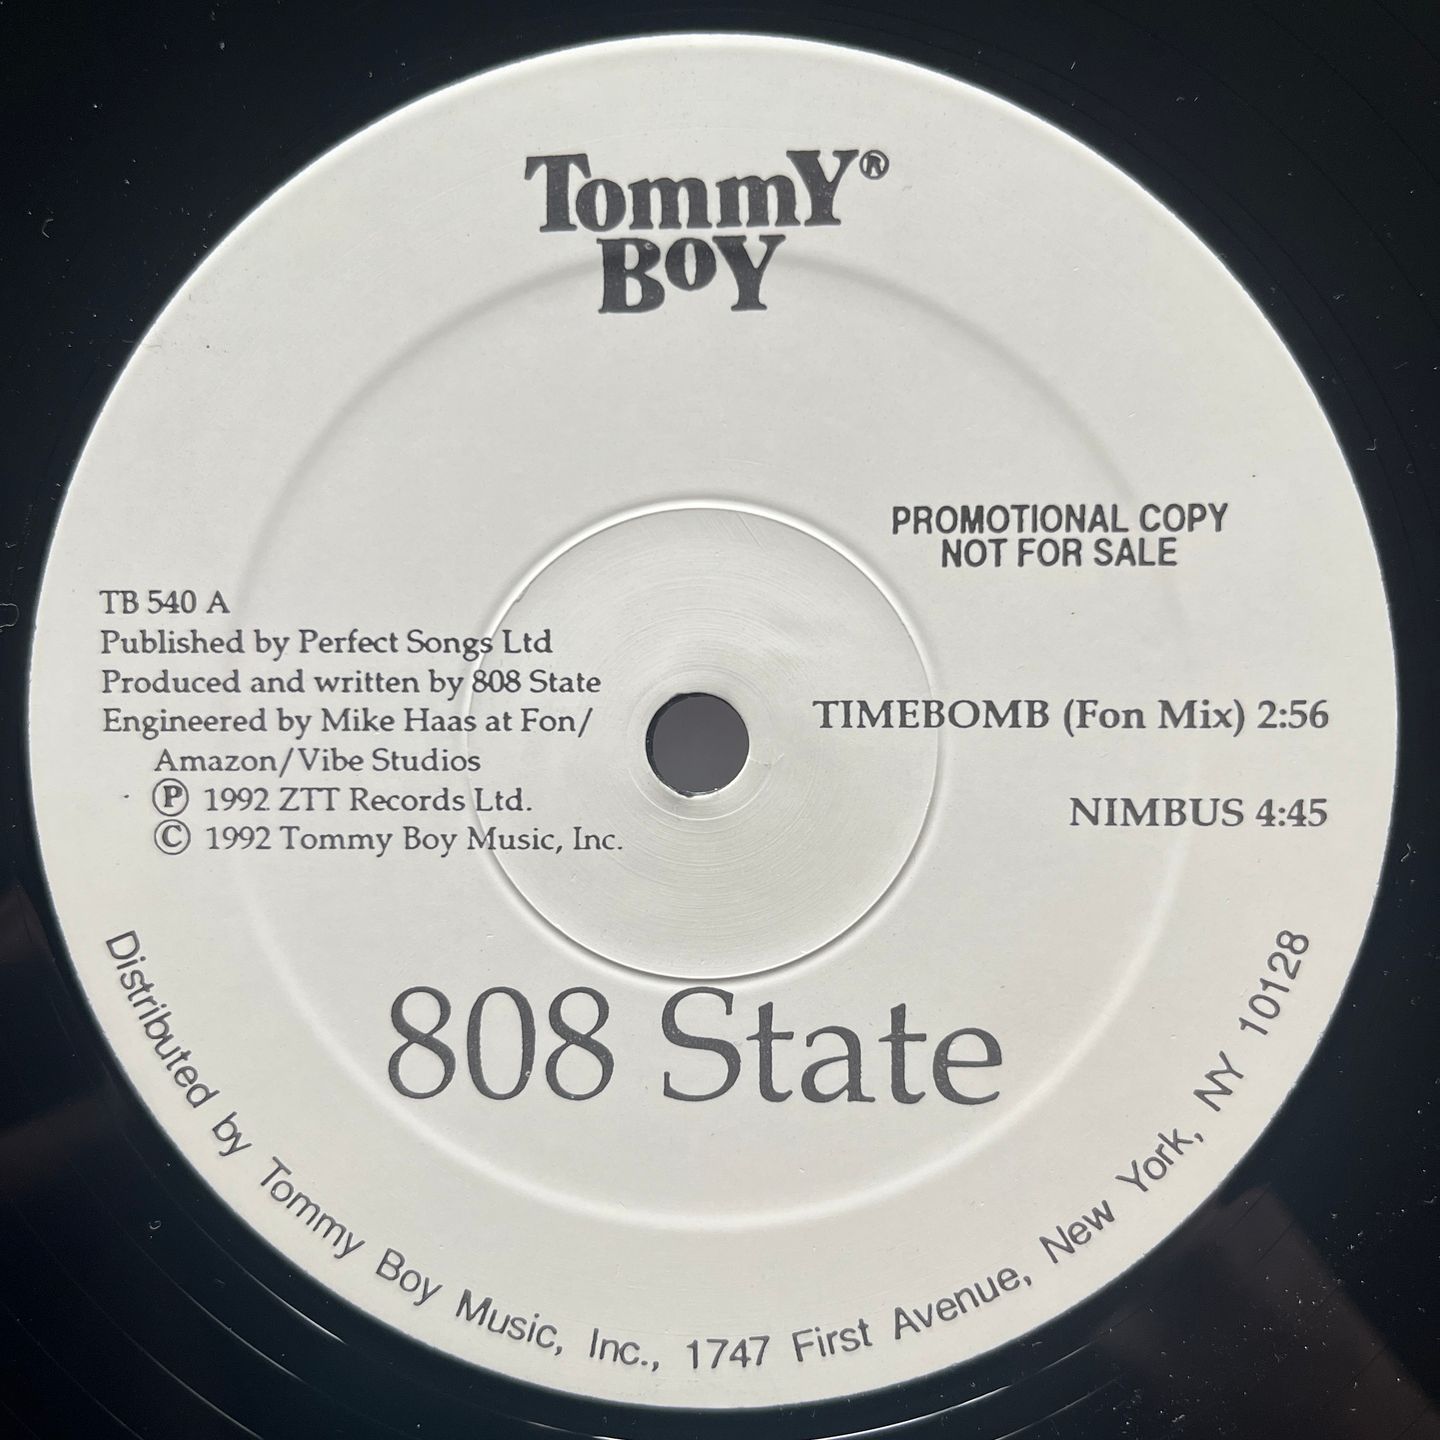 TommY®
BoY
PROMOTIONAL COPY
NOT FOR SALE
TB 540 A
Published by Perfect Songs Ltd
Produced and written by 808 State
Engineered by Mike Haas at Fon/
Amazon/Vibe Studios
Ⓟ 1992 ZTT Records Ltd.
© 1992 Tommy Boy Music, Inc.
TIMEBOMB (Fon Mix) 2:56
NIMBUS 4:45
808 State
Distributed by Tommy Boy Music, Inc., 1747 First Avenue, New York, NY 10128